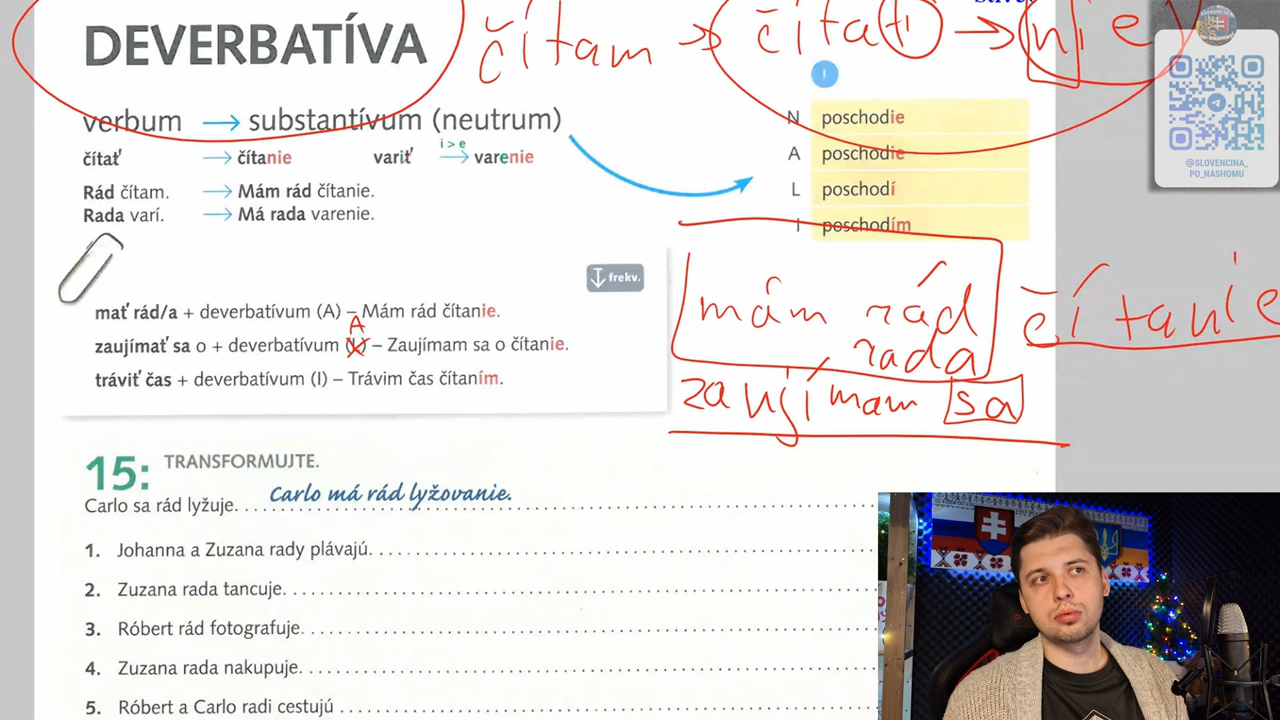 DEVERBATÍVA
čítam → čítať → nie
verbum → substantívum (neutrum)
čítať → čítanie variť i > e → varenie
Rád čítam. → Mám rád čítanie.
Rada varí. → Má rada varenie.
N poschodie
A poschodie
L poschodí
I poschodím
@SLOVENCINA_
PO_NASHOMU
frekv.
mať rád/a + deverbatívum (A) – Mám rád čítanie.
A
zaujímať sa o + deverbatívum (L) – Zaujímam sa o čítanie.
tráviť čas + deverbatívum (I) – Trávim čas čítaním.
mám rád čítanie
rada
zaujímam sa
15: TRANSFORMUJTE.
Carlo sa rád lyžuje. Carlo má rád lyžovanie.
1. Johanna a Zuzana rady plávajú.
2. Zuzana rada tancuje.
3. Róbert rád fotografuje.
4. Zuzana rada nakupuje.
5. Róbert a Carlo radi cestujú